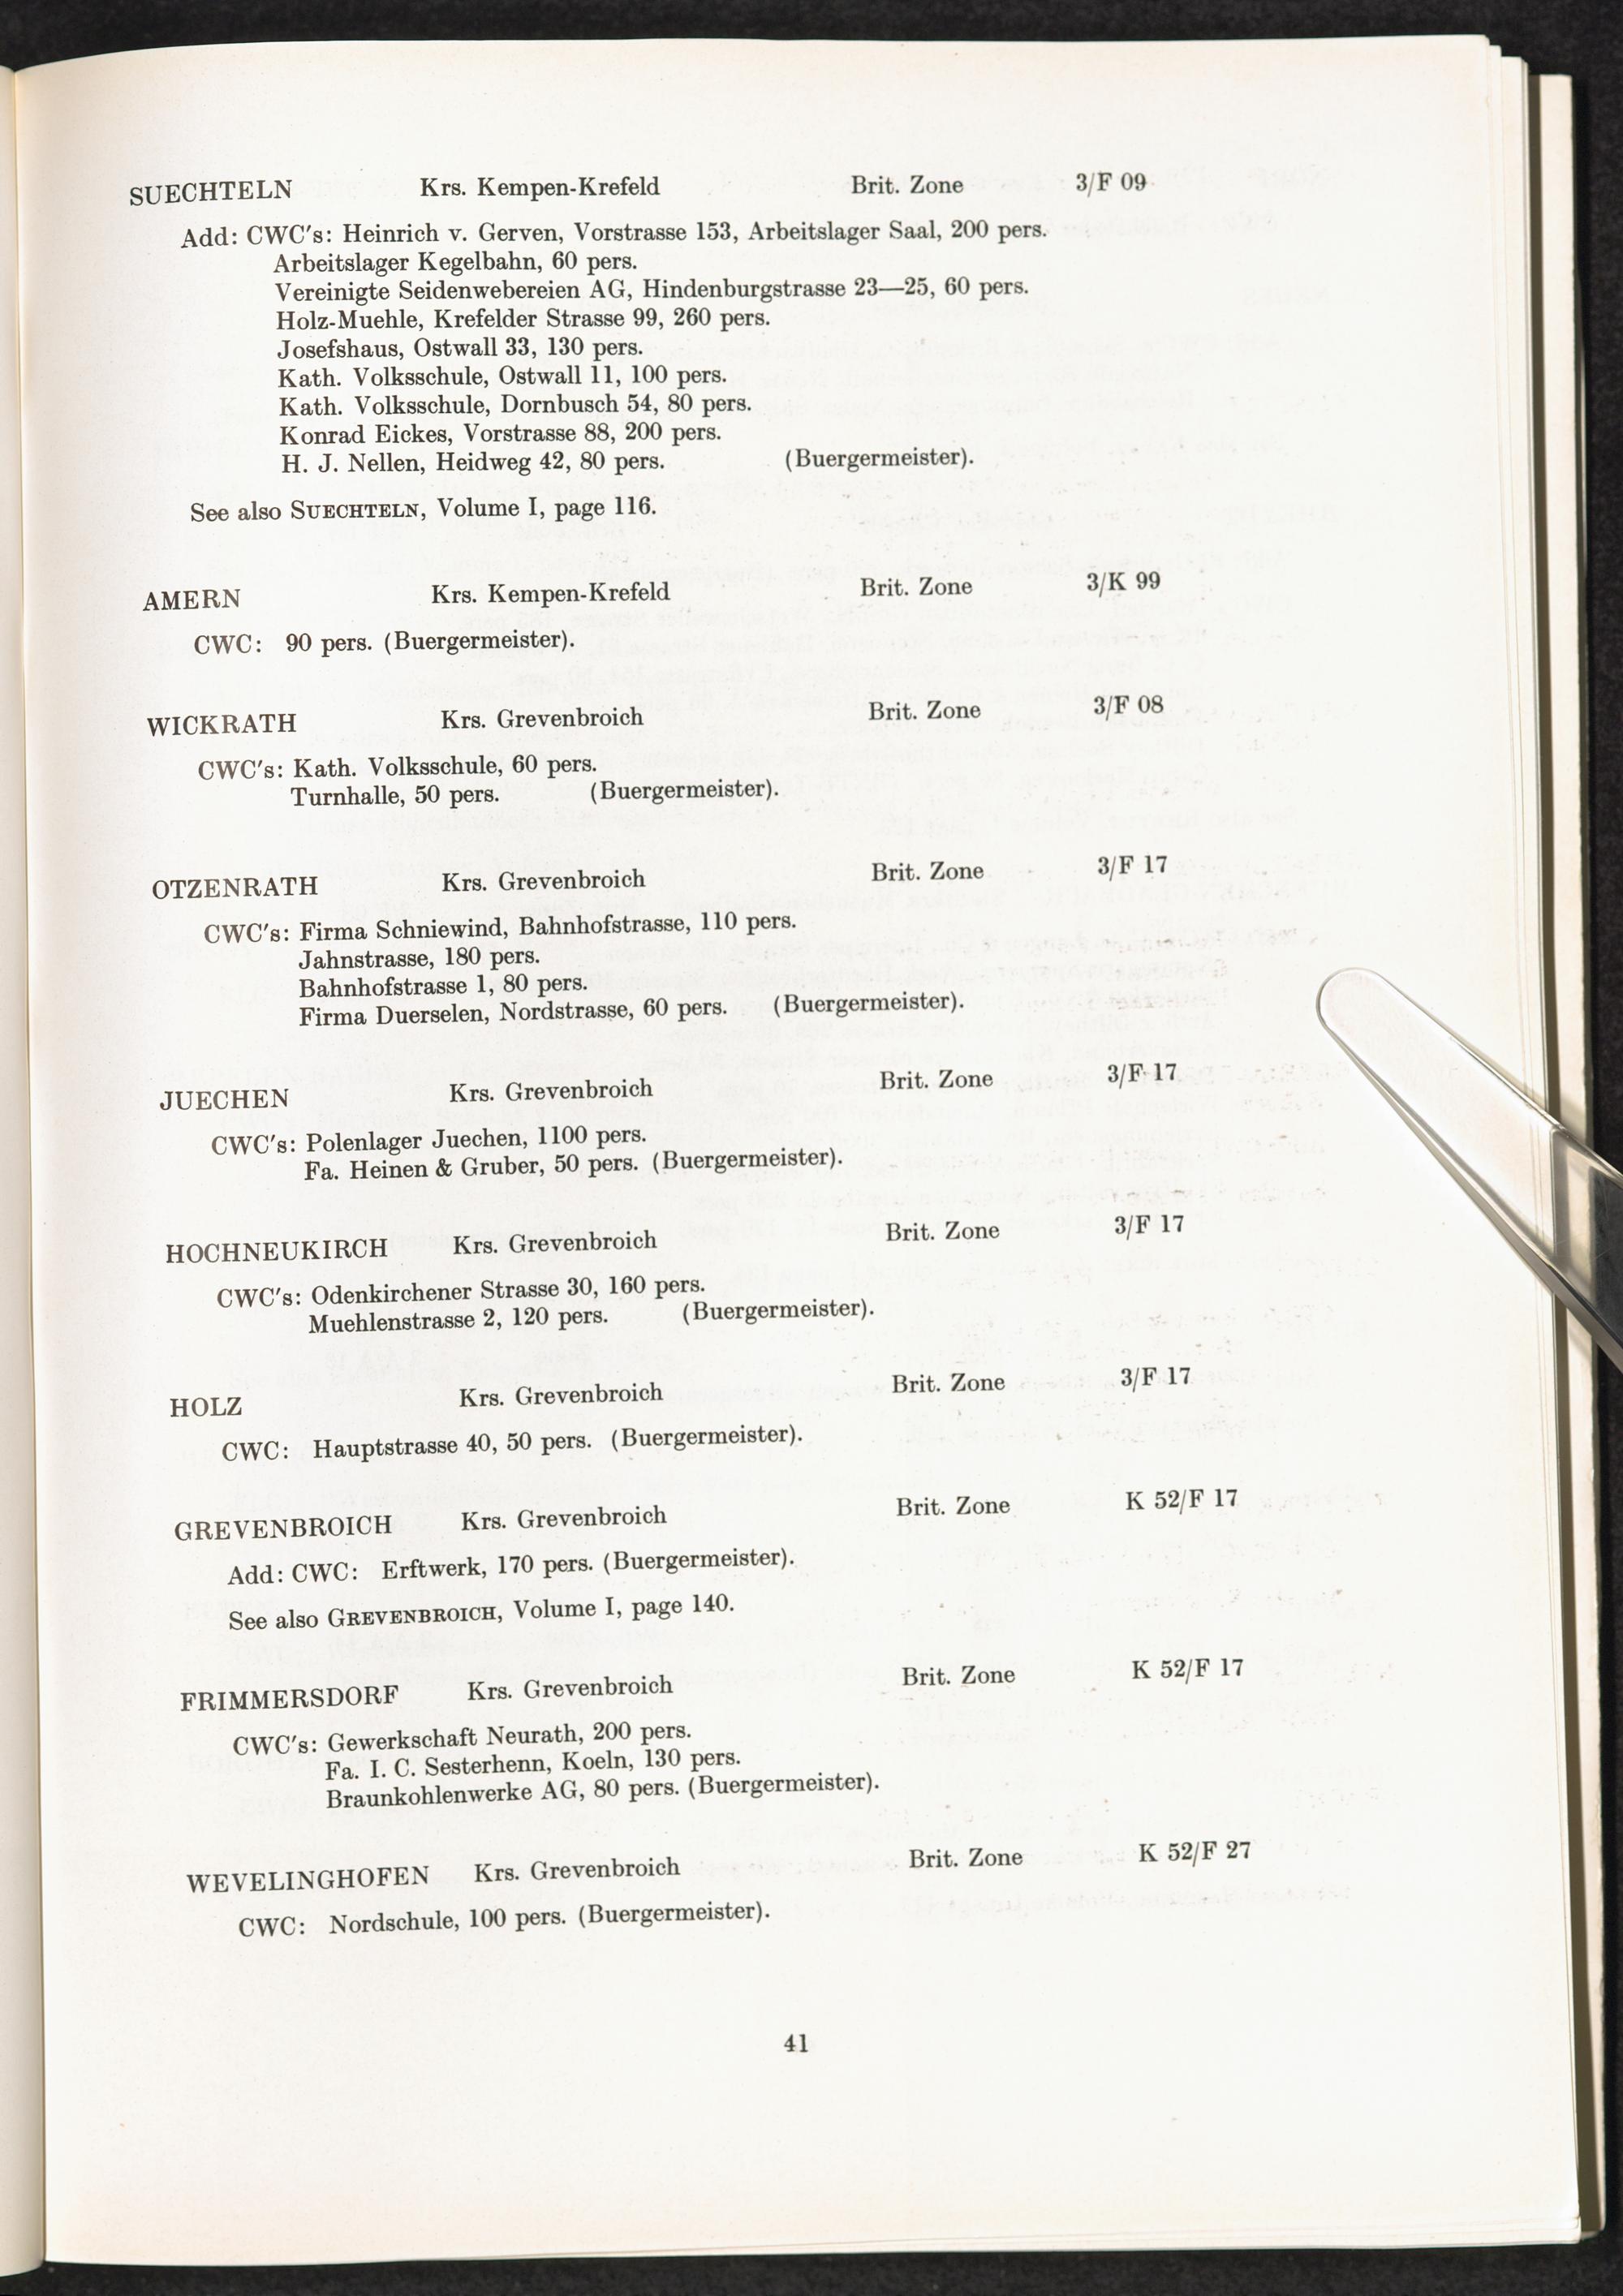 SUECHTELN Krs. Kempen-Krefeld Brit. Zone 3/F 09
Add: CWC's: Heinrich v. Gerven, Vorstrasse 153, Arbeitslager Saal, 200 pers.
Arbeitslager Kegelbahn, 60 pers.
Vereinigte Seidenwebereien AG, Hindenburgstrasse 23—25, 60 pers.
Holz-Muehle, Krefelder Strasse 99, 260 pers.
Josefshaus, Ostwall 33, 130 pers.
Kath. Volksschule, Ostwall 11, 100 pers.
Kath. Volksschule, Dornbusch 54, 80 pers.
Konrad Eickes, Vorstrasse 88, 200 pers.
H. J. Nellen, Heidweg 42, 80 pers. (Buergermeister).
See also SUECHTELN, Volume I, page 116.
AMERN Krs. Kempen-Krefeld Brit. Zone 3/K 99
CWC: 90 pers. (Buergermeister).
WICKRATH Krs. Grevenbroich Brit. Zone 3/F 08
CWC's: Kath. Volksschule, 60 pers.
Turnhalle, 50 pers. (Buergermeister).
OTZENRATH Krs. Grevenbroich Brit. Zone 3/F 17
CWC's: Firma Schniewind, Bahnhofstrasse, 110 pers.
Jahnstrasse, 180 pers.
Bahnhofstrasse 1, 80 pers.
Firma Duerselen, Nordstrasse, 60 pers. (Buergermeister).
JUECHEN Krs. Grevenbroich Brit. Zone 3/F 17
CWC's: Polenlager Juechen, 1100 pers.
Fa. Heinen & Gruber, 50 pers. (Buergermeister).
HOCHNEUKIRCH Krs. Grevenbroich Brit. Zone 3/F 17
CWC's: Odenkirchener Strasse 30, 160 pers.
Muehlenstrasse 2, 120 pers. (Buergermeister).
HOLZ Krs. Grevenbroich Brit. Zone 3/F 17
CWC: Hauptstrasse 40, 50 pers. (Buergermeister).
GREVENBROICH Krs. Grevenbroich Brit. Zone K 52/F 17
Add: CWC: Erftwerk, 170 pers. (Buergermeister).
See also GREVENBROICH, Volume I, page 140.
FRIMMERSDORF Krs. Grevenbroich Brit. Zone K 52/F 17
CWC's: Gewerkschaft Neurath, 200 pers.
Fa. I. C. Sesterhenn, Koeln, 130 pers.
Braunkohlenwerke AG, 80 pers. (Buergermeister).
WEVELINGHOFEN Krs. Grevenbroich Brit. Zone K 52/F 27
CWC: Nordschule, 100 pers. (Buergermeister).
41